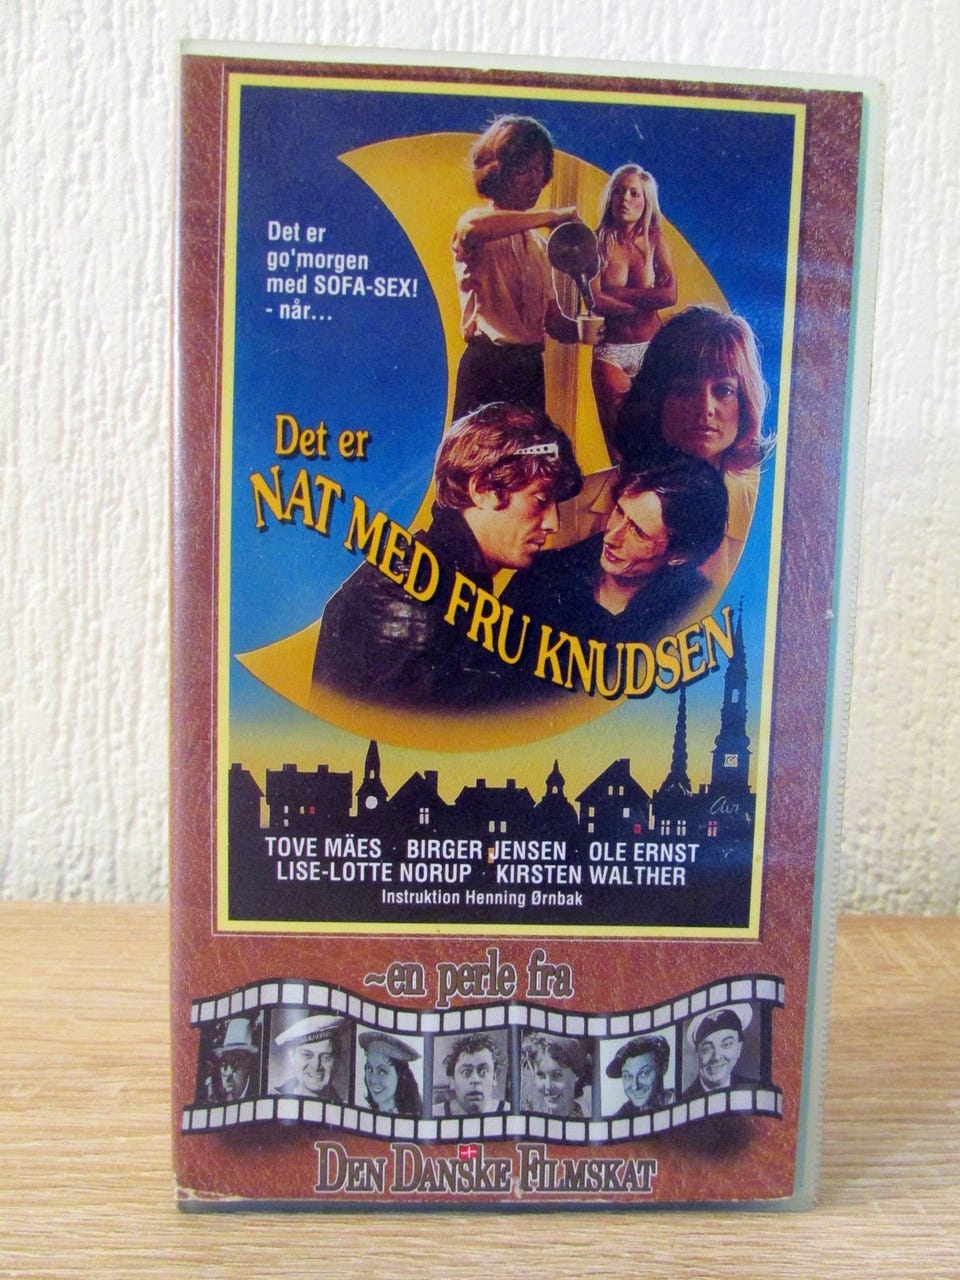 Det er
go'morgen
med SOFA-SEX!
- når...
Det er
NAT MED FRU KNUDSEN
TOVE MÄES · BIRGER JENSEN · OLE ERNST
LISE-LOTTE NORUP · KIRSTEN WALTHER
Instruktion Henning Ørnbak
~en perle fra
DEN DANSKE FILMSKAT